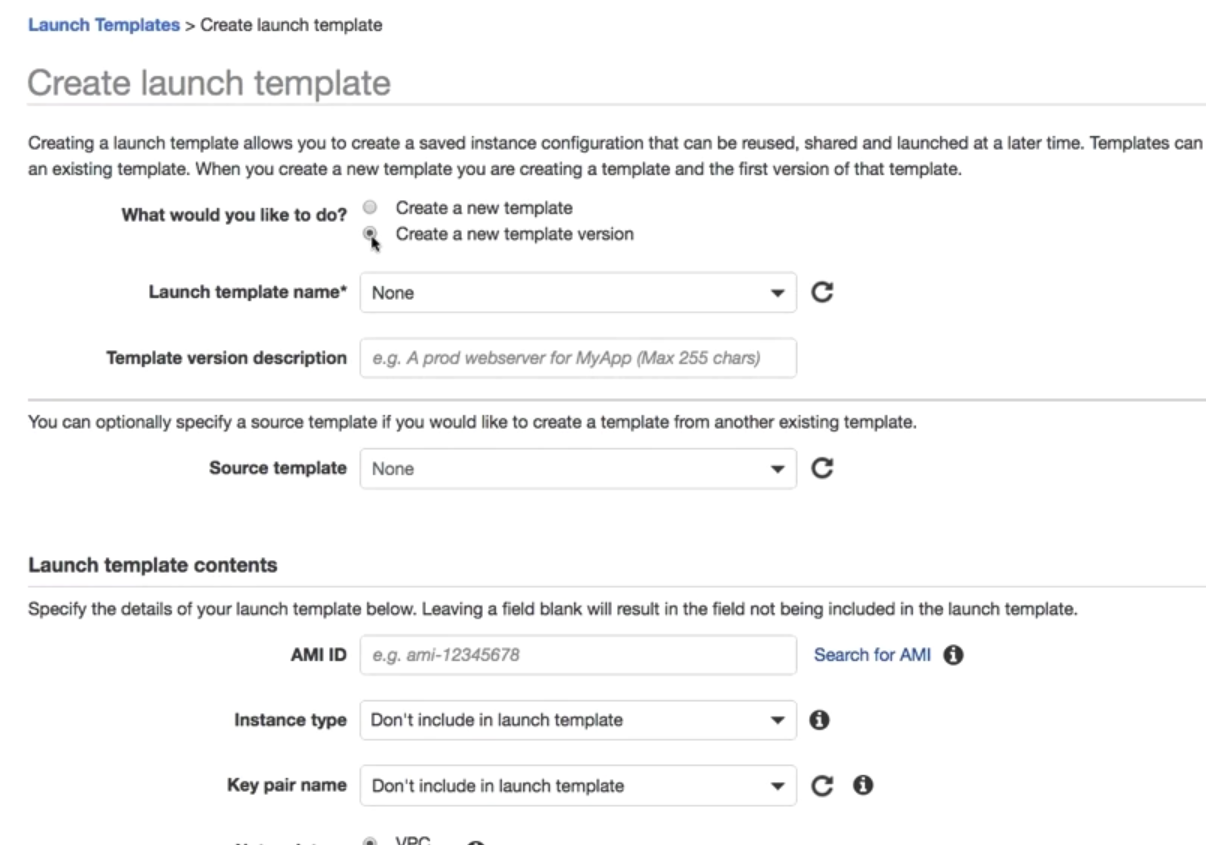 Launch Templates > Create launch template
Create launch template
Creating a launch template allows you to create a saved instance configuration that can be reused, shared and launched at a later time. Templates can
an existing template. When you create a new template you are creating a template and the first version of that template.
What would you like to do?
Create a new template
Create a new template version
Launch template name* None
Template version description e.g. A prod webserver for MyApp (Max 255 chars)
You can optionally specify a source template if you would like to create a template from another existing template.
Source template None
Launch template contents
Specify the details of your launch template below. Leaving a field blank will result in the field not being included in the launch template.
AMI ID e.g. ami-12345678 Search for AMI
Instance type Don't include in launch template
Key pair name Don't include in launch template
VPC